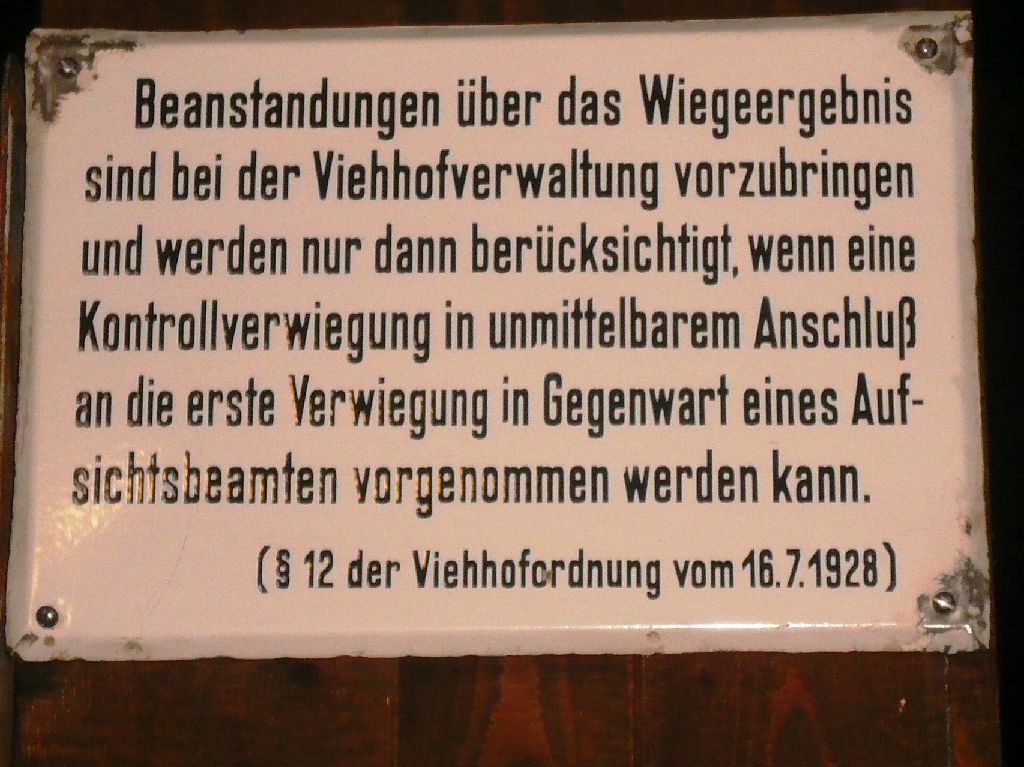 Beanstandungen über das Wiegeergebnis
sind bei der Viehhofverwaltung vorzubringen
und werden nur dann berücksichtigt, wenn eine
Kontrollverwiegung in unmittelbarem Anschluß
an die erste Verwiegung in Gegenwart eines Auf-
sichtsbeamten vorgenommen werden kann.
(§ 12 der Viehhofordnung vom 16.7.1928)